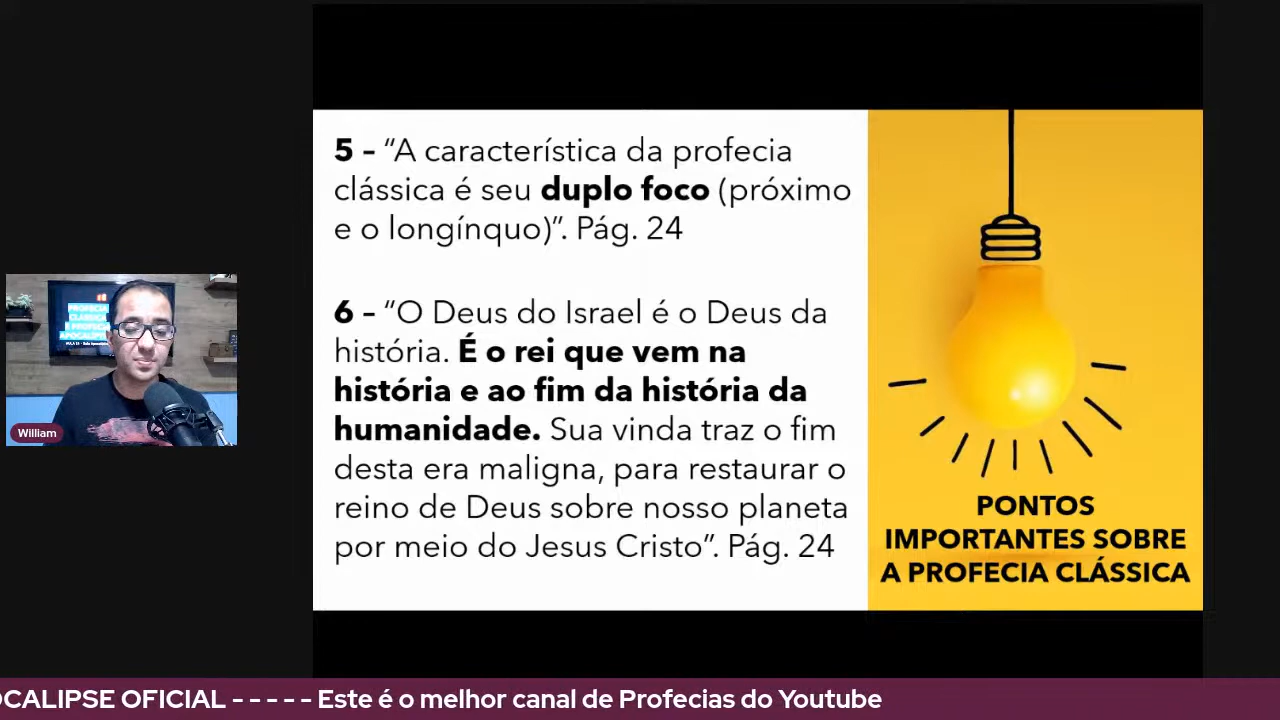 5 – “A característica da profecia
clássica é seu duplo foco (próximo
e o longínquo)”. Pág. 24
6 – “O Deus do Israel é o Deus da
história. É o rei que vem na
história e ao fim da história da
humanidade. Sua vinda traz o fim
desta era maligna, para restaurar o
reino de Deus sobre nosso planeta
por meio do Jesus Cristo”. Pág. 24
PONTOS
IMPORTANTES SOBRE
A PROFECIA CLÁSSICA
PROFECIA
CLÁSSICA
William
OCALIPSE OFICIAL - - - - - Este é o melhor canal de Profecias do Youtube